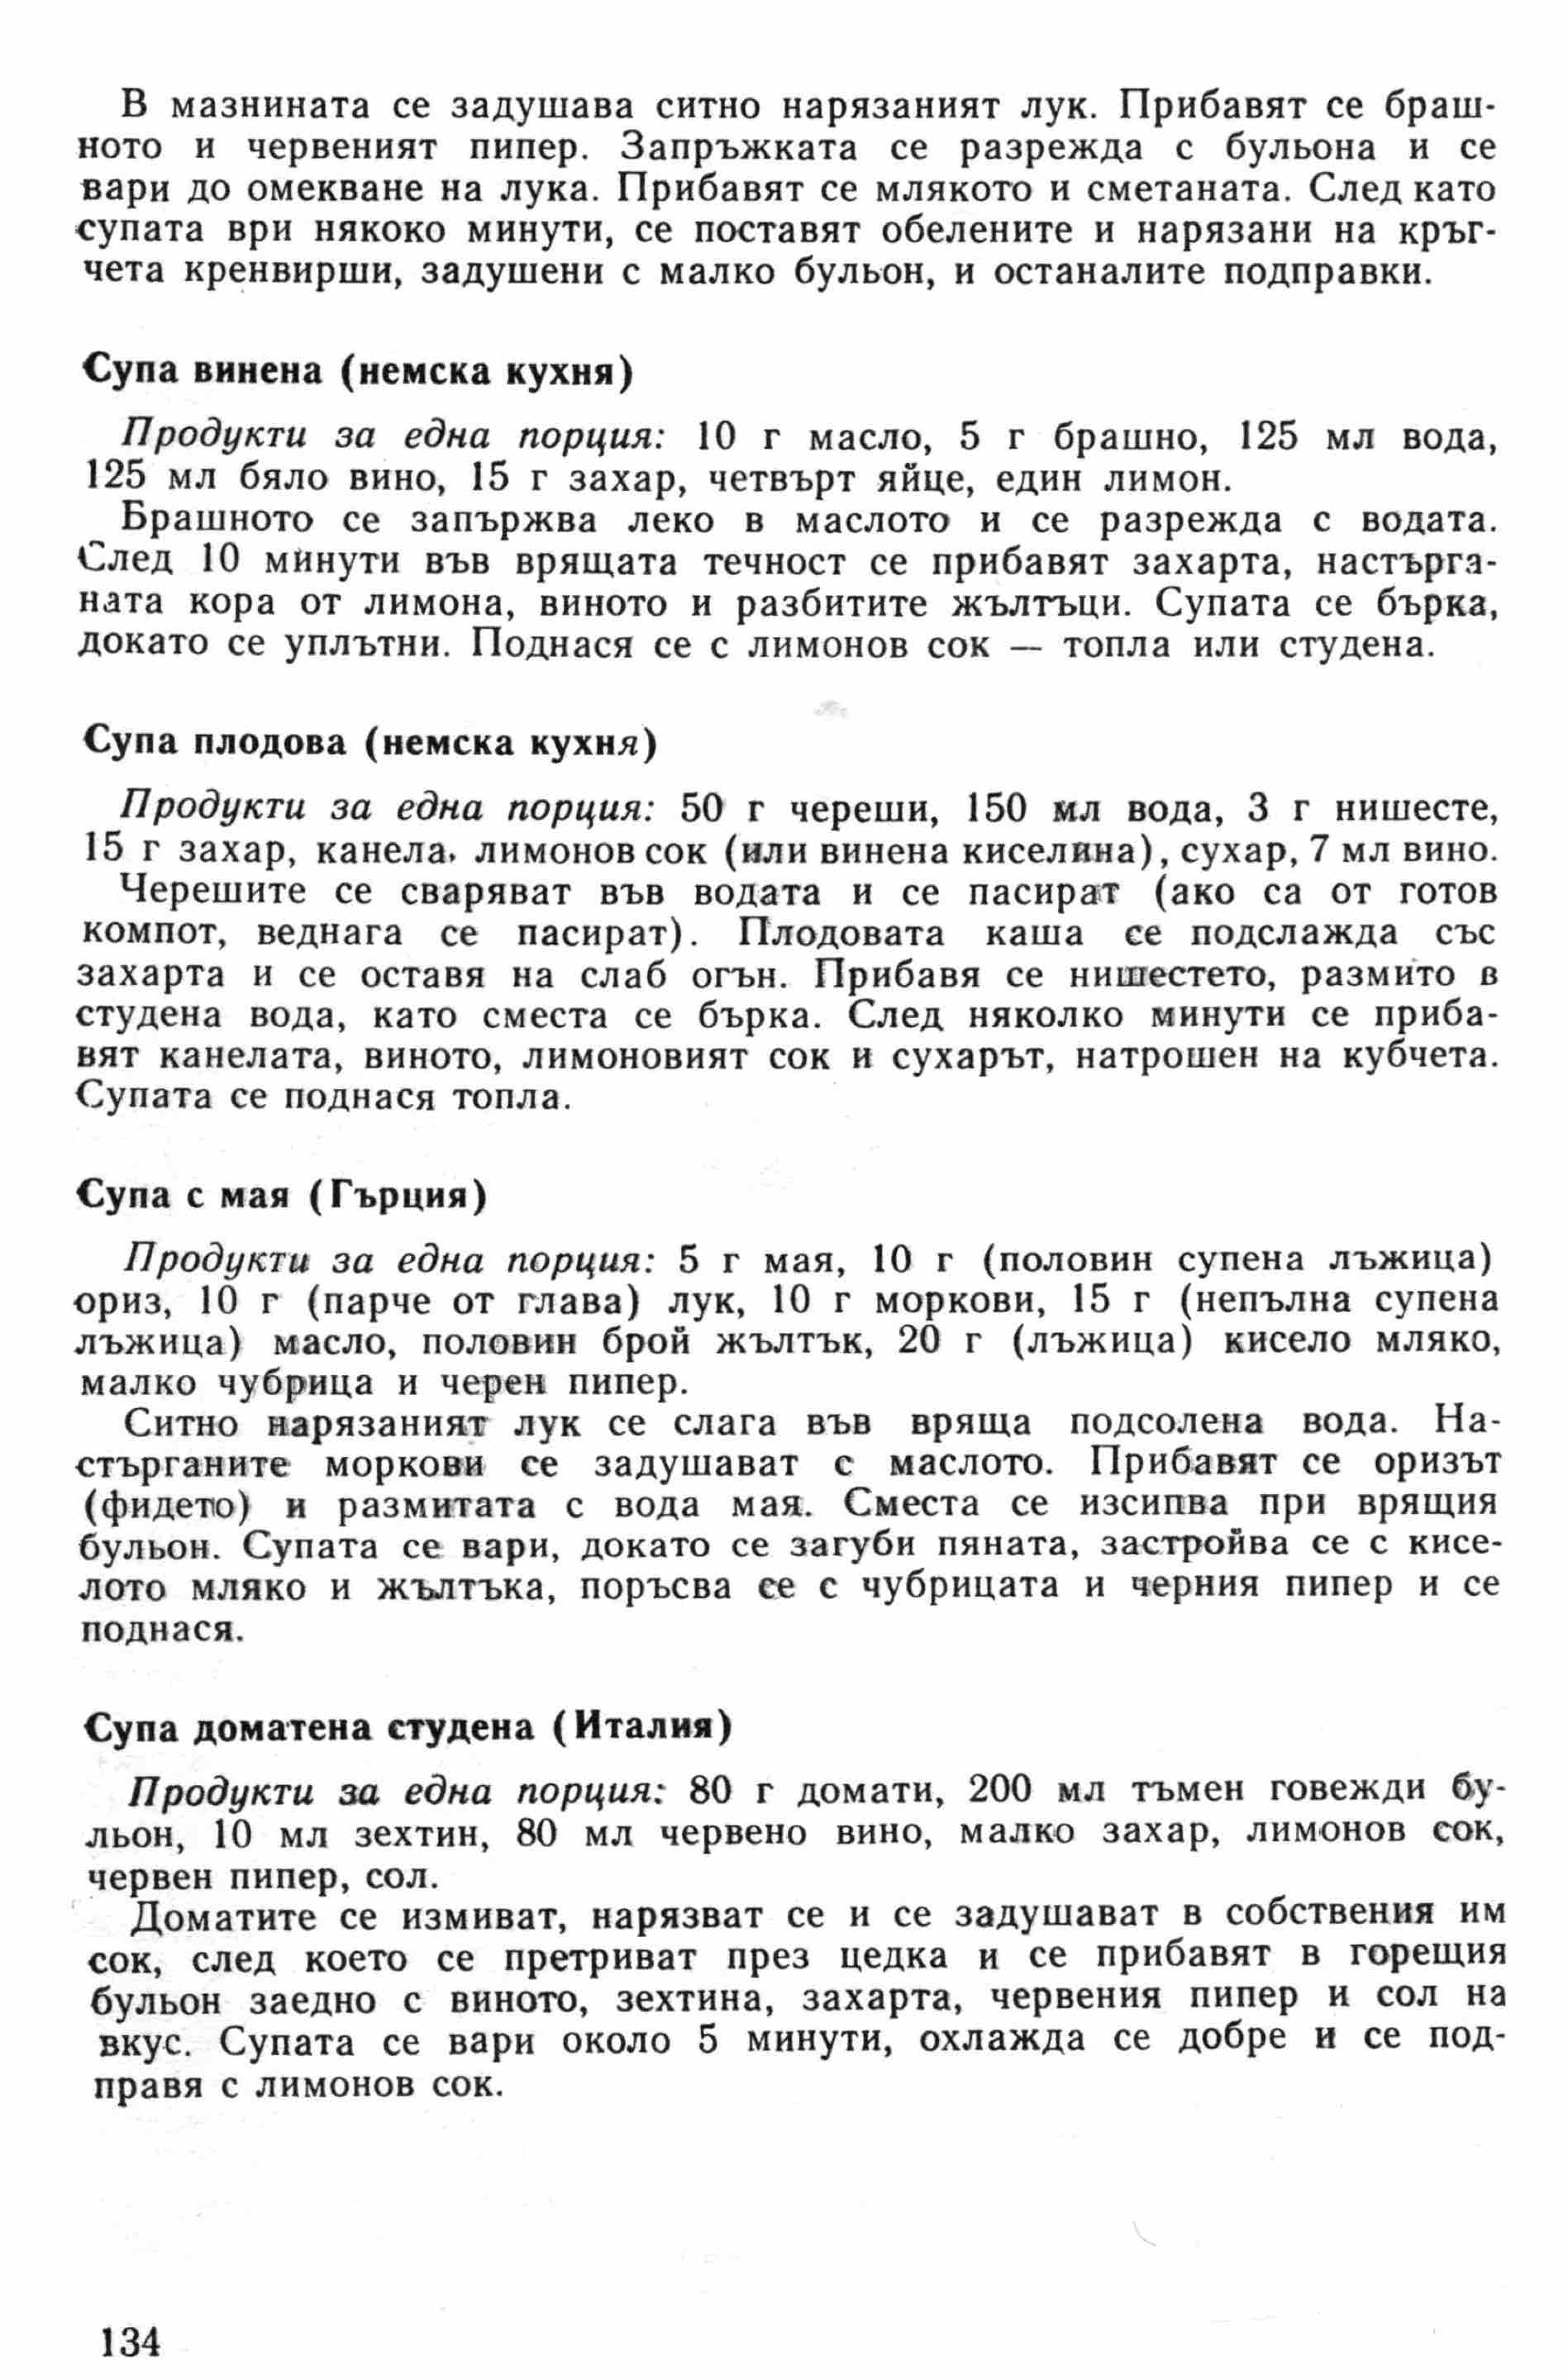 В мазнината се задушава ситно нарязаният лук. Прибавят се браш-
ното и червеният пипер. Запръжката се разрежда с бульона и се
вари до омекване на лука. Прибавят се млякото и сметаната. След като
супата ври някоко минути, се поставят обелените и нарязани на кръг-
чета кренвирши, задушени с малко бульон, и останалите подправки.
Супа винена (немска кухня)
Продукти за една порция: 10 г масло, 5 г брашно, 125 мл вода,
125 мл бяло вино, 15 г захар, четвърт яйце, един лимон.
Брашното се запържва леко в маслото и се разрежда с водата.
След 10 минути във врящата течност се прибавят захарта, настърга-
ната кора от лимона, виното и разбитите жълтъци. Супата се бърка,
докато се уплътни. Поднася се с лимонов сок — топла или студена.
Супа плодова (немска кухня)
Продукти за една порция: 50 г череши, 150 мл вода, 3 г нишесте,
15 г захар, канела, лимонов сок (или винена киселина), сухар, 7 мл вино.
Черешите се сваряват във водата и се пасират (ако са от готов
компот, веднага се пасират). Плодовата каша се подслажда със
захарта и се оставя на слаб огън. Прибавя се нишестето, размито в
студена вода, като сместа се бърка. След няколко минути се приба-
вят канелата, виното, лимоновият сок и сухарът, натрошен на кубчета.
Супата се поднася топла.
Супа с мая (Гърция)
Продукти за една порция: 5 г мая, 10 г (половин супена лъжица)
ориз, 10 г (парче от глава) лук, 10 г моркови, 15 г (непълна супена
лъжица) масло, половин брой жълтък, 20 г (лъжица) кисело мляко,
малко чубрица и черен пипер.
Ситно нарязаният лук се слага във вряща подсолена вода. На-
стърганите моркови се задушават с маслото. Прибавят се оризът
(фидето) и размитата с вода мая. Сместа се изсипва при врящия
бульон. Супата се вари, докато се загуби пяната, застройва се с кисе-
лото мляко и жълтъка, поръсва се с чубрицата и черния пипер и се
поднася.
Супа доматена студена (Италия)
Продукти за една порция: 80 г домати, 200 мл тъмен говежди бу-
льон, 10 мл зехтин, 80 мл червено вино, малко захар, лимонов сок,
червен пипер, сол.
Доматите се измиват, нарязват се и се задушават в собствения им
сок, след което се претриват през цедка и се прибавят в горещия
бульон заедно с виното, зехтина, захарта, червения пипер и сол на
вкус. Супата се вари около 5 минути, охлажда се добре и се под-
правя с лимонов сок.
134